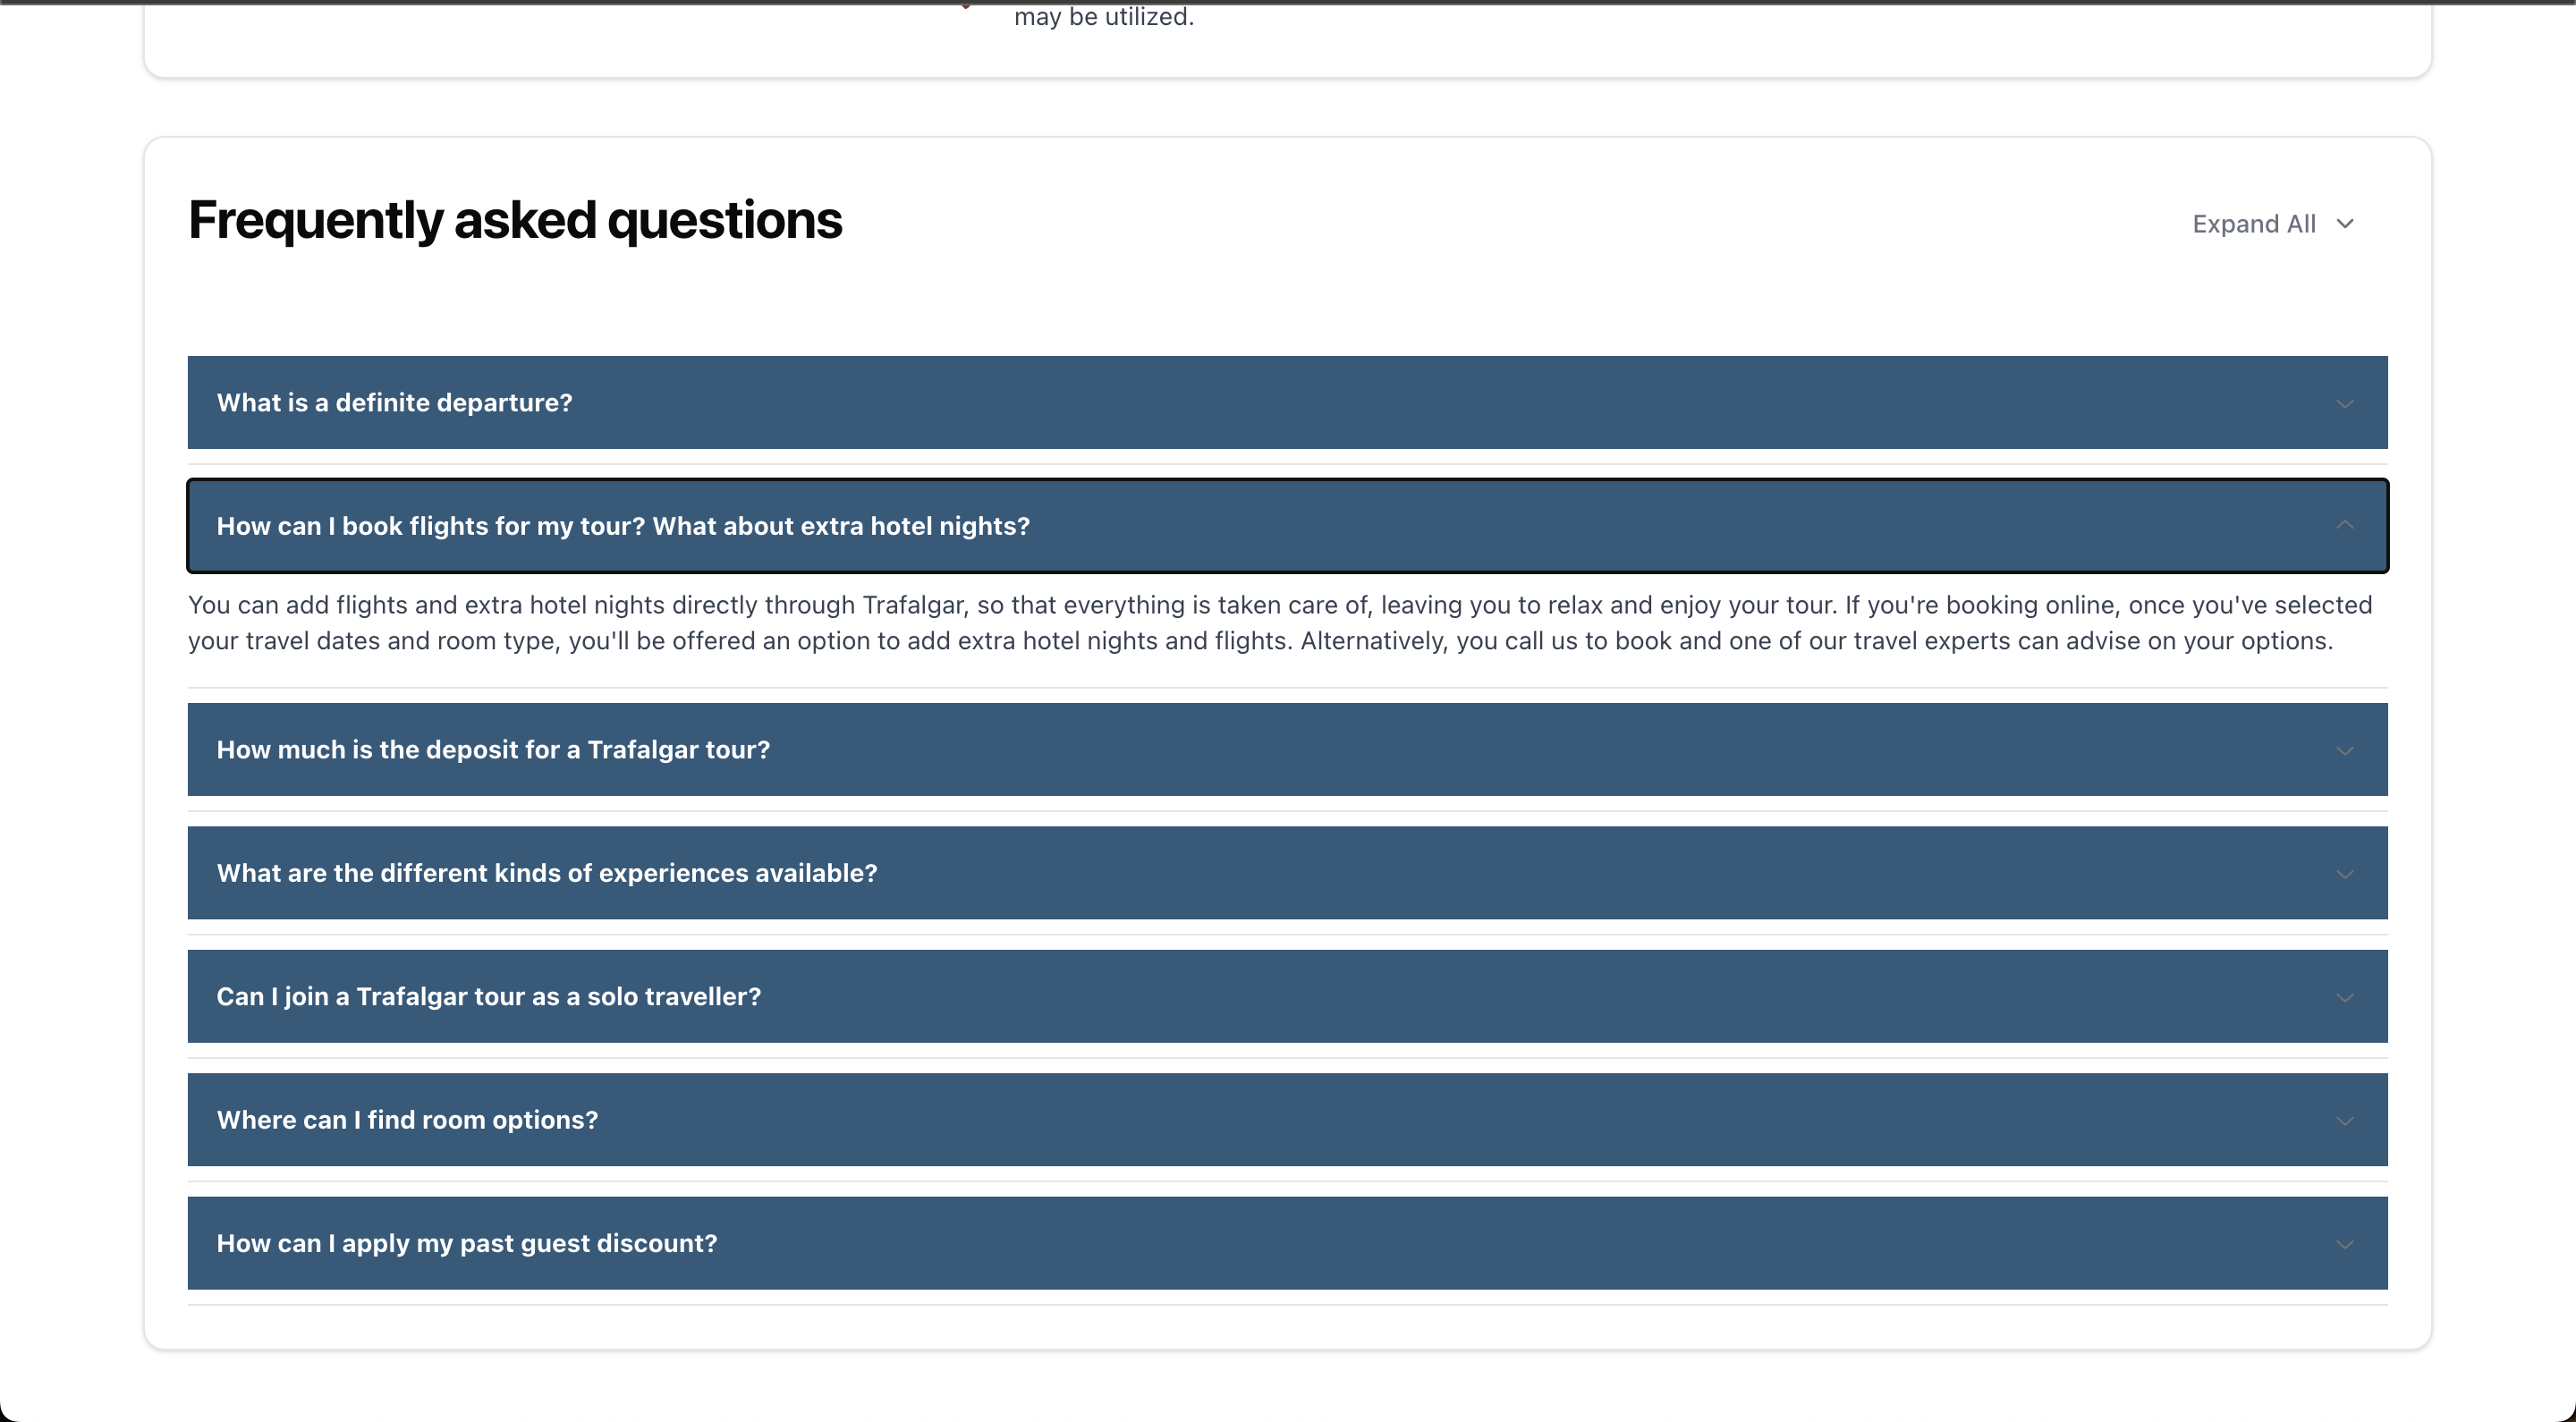 may be utilized.
Frequently asked questions
Expand All
What is a definite departure?
How can I book flights for my tour? What about extra hotel nights?
You can add flights and extra hotel nights directly through Trafalgar, so that everything is taken care of, leaving you to relax and enjoy your tour. If you're booking online, once you've selected
your travel dates and room type, you'll be offered an option to add extra hotel nights and flights. Alternatively, you call us to book and one of our travel experts can advise on your options.
How much is the deposit for a Trafalgar tour?
What are the different kinds of experiences available?
Can I join a Trafalgar tour as a solo traveller?
Where can I find room options?
How can I apply my past guest discount?